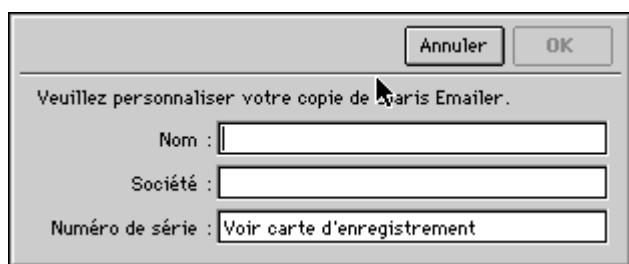 Annuler OK
Veuillez personnaliser votre copie de Emailer.
Nom :
Société :
Numéro de série : Voir carte d'enregistrement